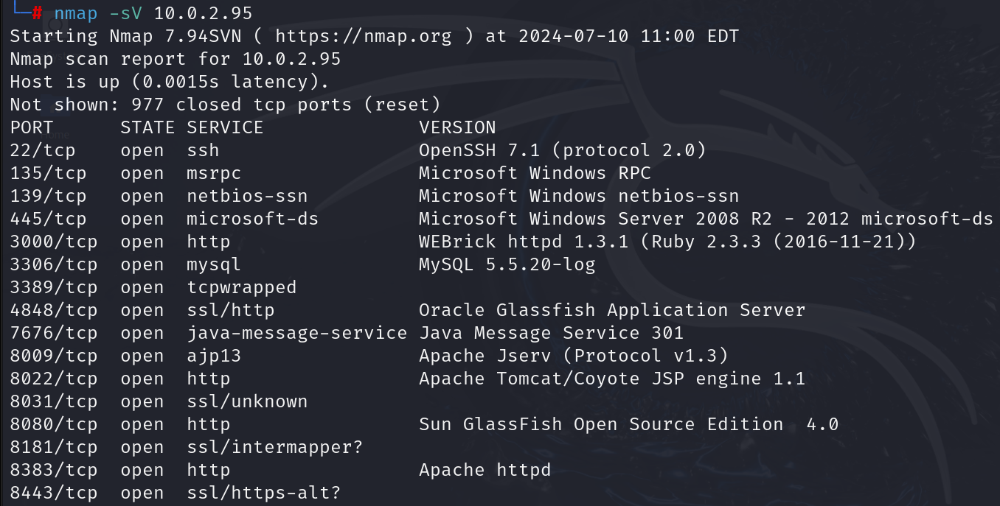 └─# nmap -sV 10.0.2.95
Starting Nmap 7.94SVN ( https://nmap.org ) at 2024-07-10 11:00 EDT
Nmap scan report for 10.0.2.95
Host is up (0.0015s latency).
Not shown: 977 closed tcp ports (reset)
PORT     STATE SERVICE              VERSION
22/tcp   open  ssh                  OpenSSH 7.1 (protocol 2.0)
135/tcp  open  msrpc                Microsoft Windows RPC
139/tcp  open  netbios-ssn          Microsoft Windows netbios-ssn
445/tcp  open  microsoft-ds         Microsoft Windows Server 2008 R2 - 2012 microsoft-ds
3000/tcp open  http                 WEBrick httpd 1.3.1 (Ruby 2.3.3 (2016-11-21))
3306/tcp open  mysql                MySQL 5.5.20-log
3389/tcp open  tcpwrapped
4848/tcp open  ssl/http             Oracle Glassfish Application Server
7676/tcp open  java-message-service Java Message Service 301
8009/tcp open  ajp13                Apache Jserv (Protocol v1.3)
8022/tcp open  http                 Apache Tomcat/Coyote JSP engine 1.1
8031/tcp open  ssl/unknown
8080/tcp open  http                 Sun GlassFish Open Source Edition  4.0
8181/tcp open  ssl/intermapper?
8383/tcp open  http                 Apache httpd
8443/tcp open  ssl/https-alt?
Home